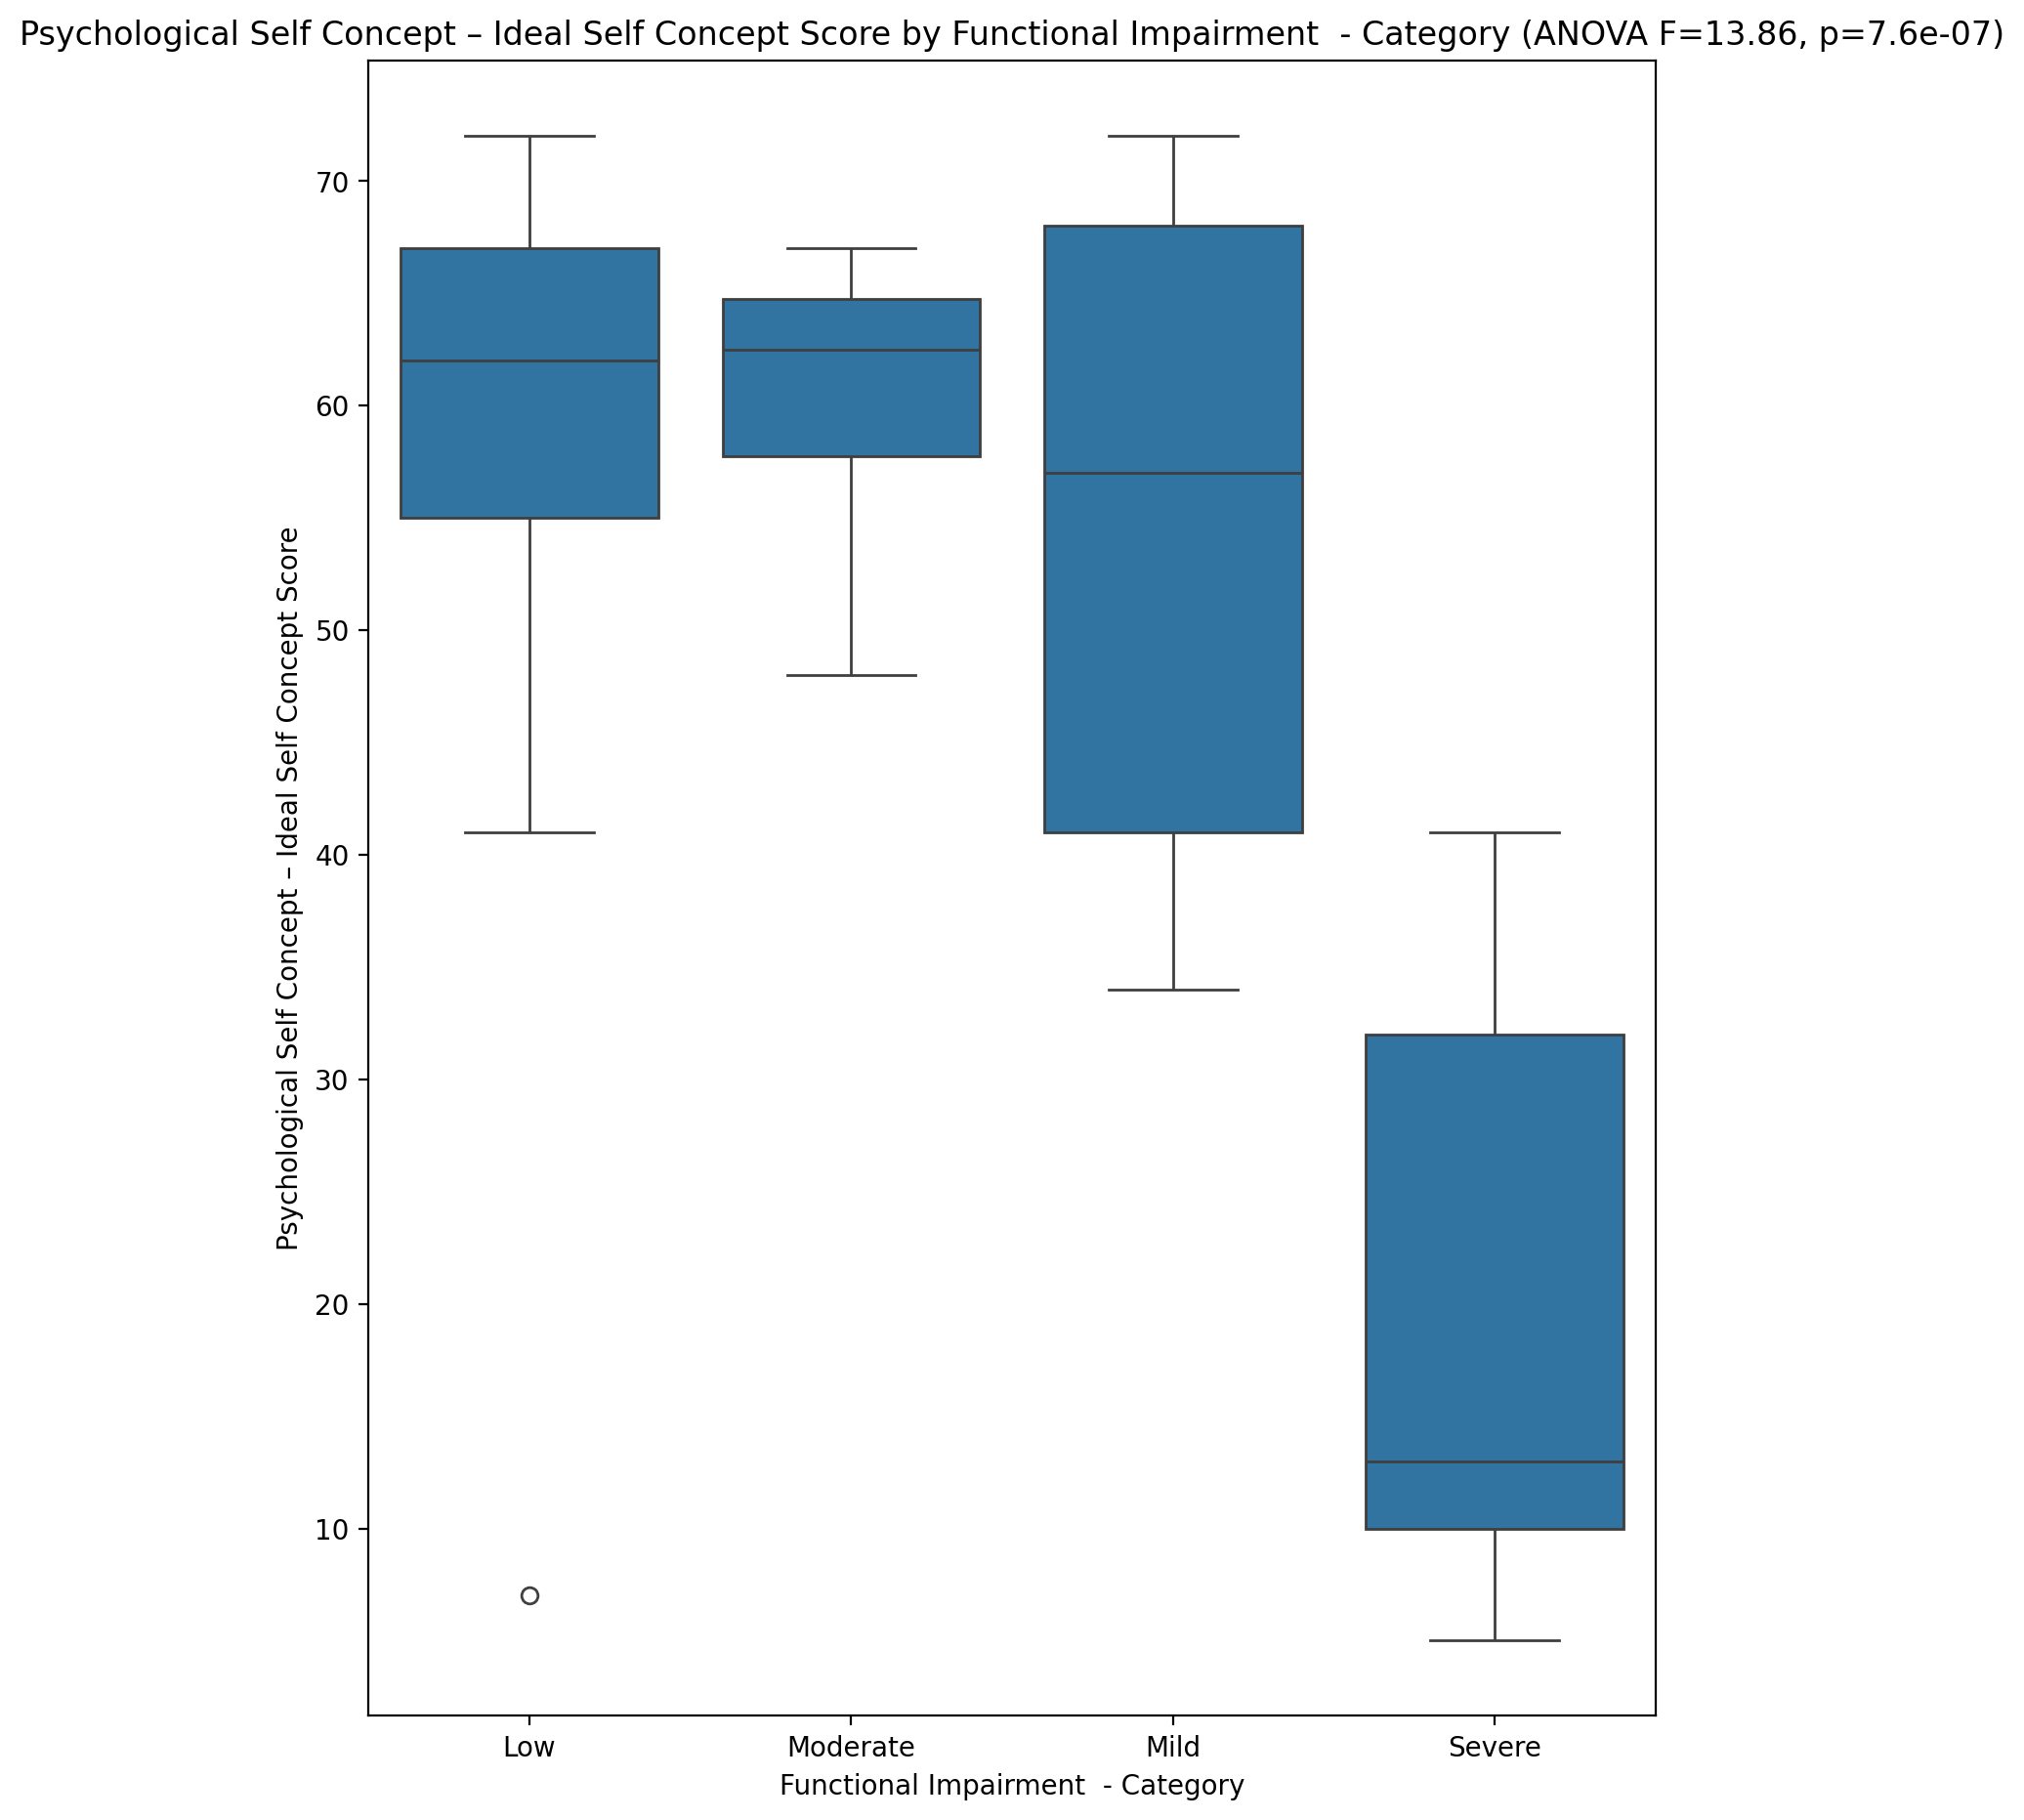 Psychological Self Concept – Ideal Self Concept Score by Functional Impairment  - Category (ANOVA F=13.86, p=7.6e-07)
Psychological Self Concept – Ideal Self Concept Score
70
60
50
40
30
20
10
Low
Moderate
Mild
Severe
Functional Impairment  - Category